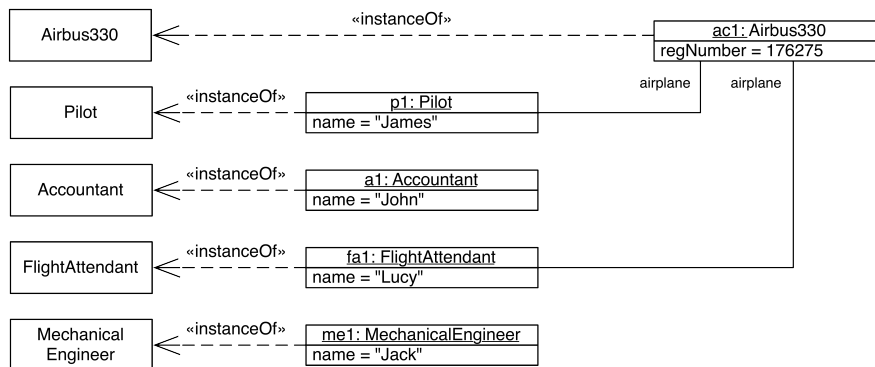 «instanceOf»
Airbus330
ac1: Airbus330
regNumber = 176275
airplane
airplane
Pilot
«instanceOf»
p1: Pilot
name = "James"
Accountant
«instanceOf»
a1: Accountant
name = "John"
FlightAttendant
«instanceOf»
fa1: FlightAttendant
name = "Lucy"
Mechanical
Engineer
«instanceOf»
me1: MechanicalEngineer
name = "Jack"